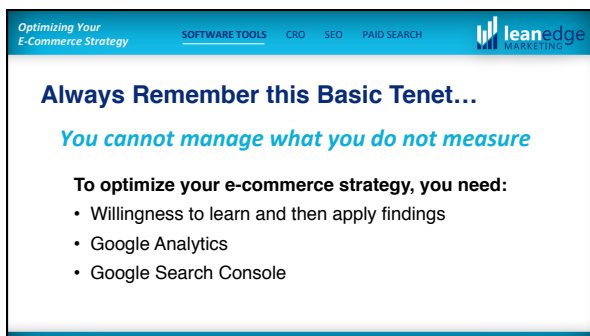 Optimizing Your
E-Commerce Strategy
SOFTWARE TOOLS CRO SEO PAID SEARCH
leanedge
MARKETING
Always Remember this Basic Tenet…
You cannot manage what you do not measure
To optimize your e-commerce strategy, you need:
• Willingness to learn and then apply findings
• Google Analytics
• Google Search Console